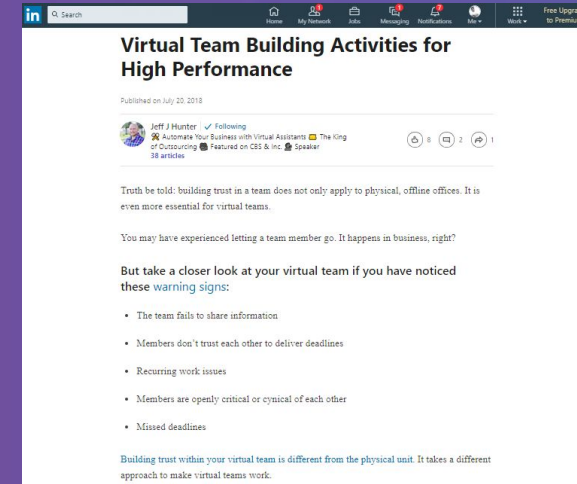 in Search Home My Network Jobs Messaging Notifications Me Work Free Upgra
to Premiu
Virtual Team Building Activities for
High Performance
Published on July 20, 2018
Jeff J Hunter ✓ Following
Automate Your Business with Virtual Assistants The King
of Outsourcing Featured on CBS & Inc. Speaker
38 articles
8 2 1
Truth be told: building trust in a team does not only apply to physical, offline offices. It is
even more essential for virtual teams.
You may have experienced letting a team member go. It happens in business, right?
But take a closer look at your virtual team if you have noticed
these warning signs:
• The team fails to share information
• Members don't trust each other to deliver deadlines
• Recurring work issues
• Members are openly critical or cynical of each other
• Missed deadlines
Building trust within your virtual team is different from the physical unit. It takes a different
approach to make virtual teams work.